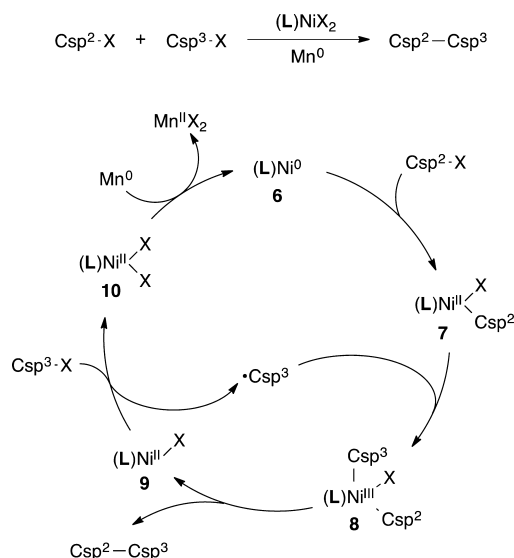 Csp²-X + Csp³-X (L)NiX₂ Mn⁰ Csp²—Csp³
MnᴵᴵX₂
Mn⁰
(L)Ni⁰
6
Csp²-X
(L)Niᴵᴵ X X
10
(L)Niᴵᴵ X Csp²
7
Csp³-X
•Csp³
(L)Niᴵᴵ X
9
Csp³
(L)Niᴵᴵᴵ X Csp²
8
Csp²—Csp³